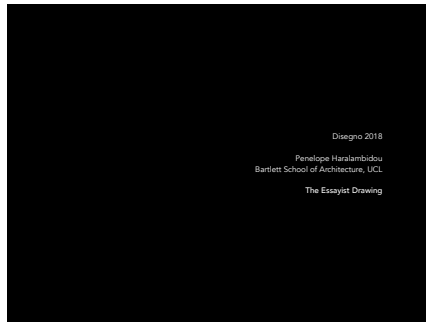 Disegno 2018
Penelope Haralambidou
Bartlett School of Architecture, UCL
The Essayist Drawing